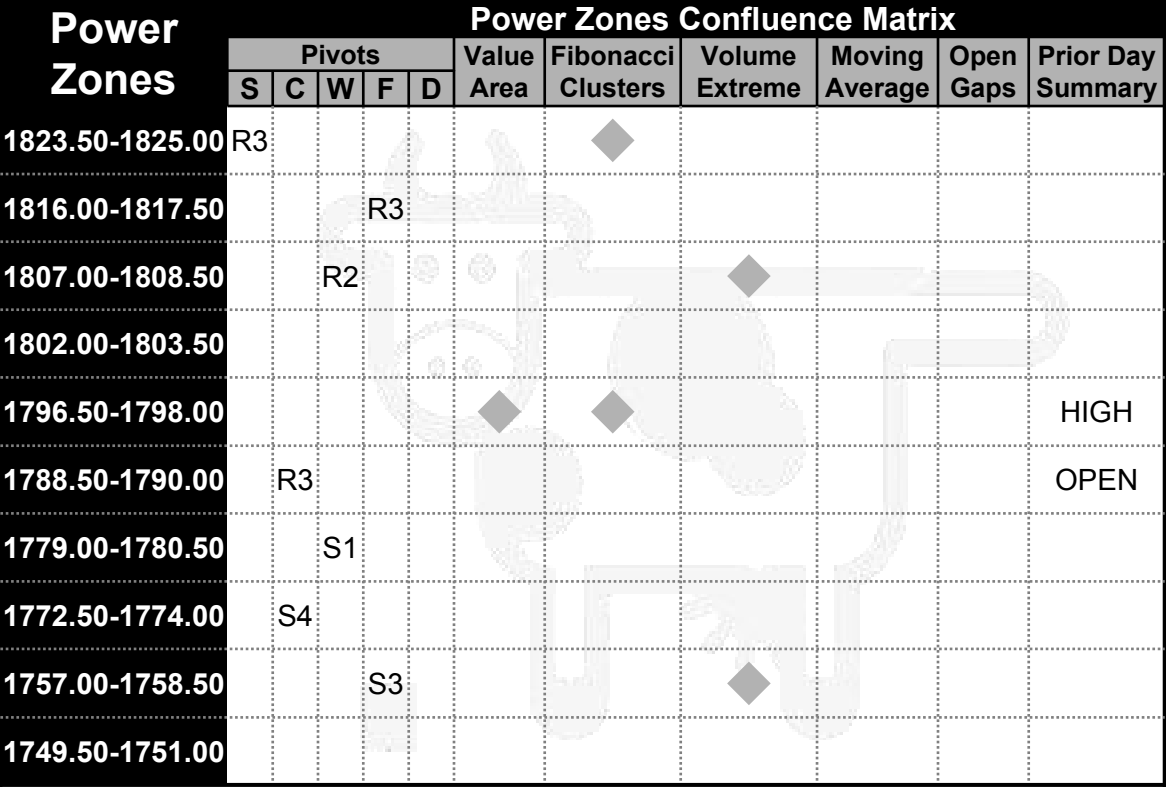 Power Zones
Power Zones Confluence Matrix
Pivots
S C W F D
Value Area
Fibonacci Clusters
Volume Extreme
Moving Average
Open Gaps
Prior Day Summary
1823.50-1825.00 R3
1816.00-1817.50 R3
1807.00-1808.50 R2
1802.00-1803.50
1796.50-1798.00 HIGH
1788.50-1790.00 R3 OPEN
1779.00-1780.50 S1
1772.50-1774.00 S4
1757.00-1758.50 S3
1749.50-1751.00